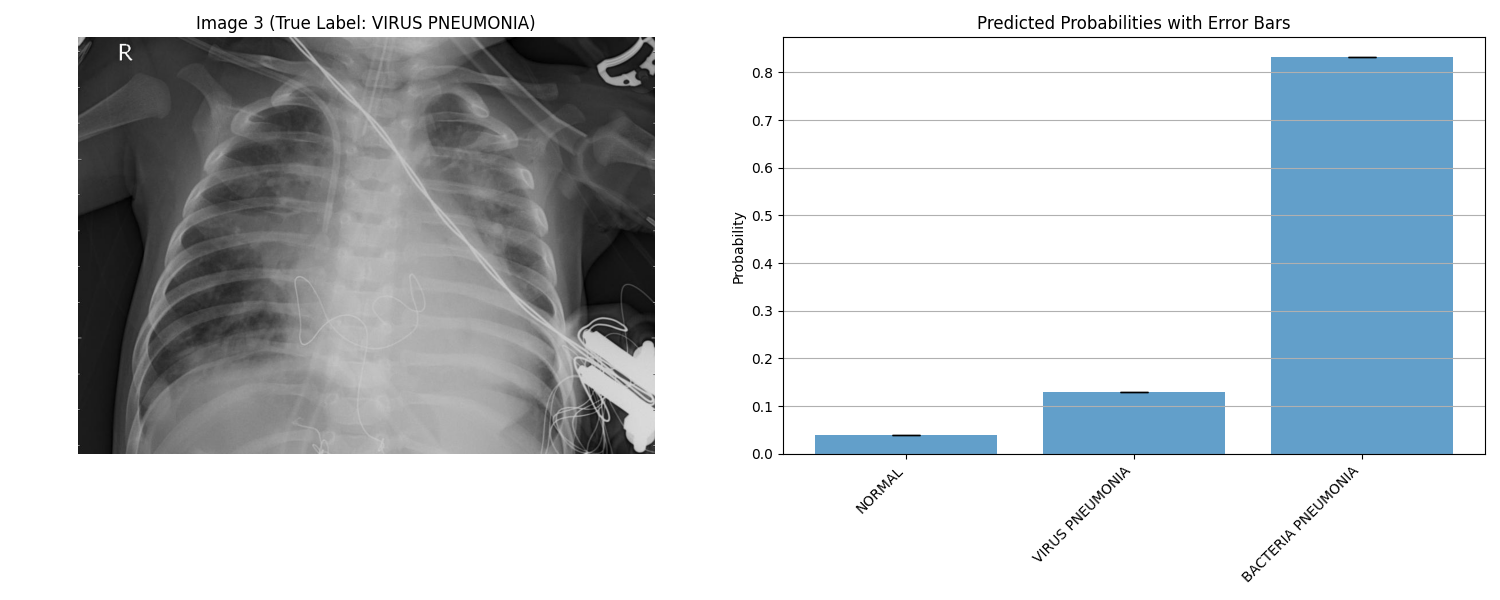 Image 3 (True Label: VIRUS PNEUMONIA)
R
Predicted Probabilities with Error Bars
Probability
0.8
0.7
0.6
0.5
0.4
0.3
0.2
0.1
0.0
NORMAL
VIRUS PNEUMONIA
BACTERIA PNEUMONIA